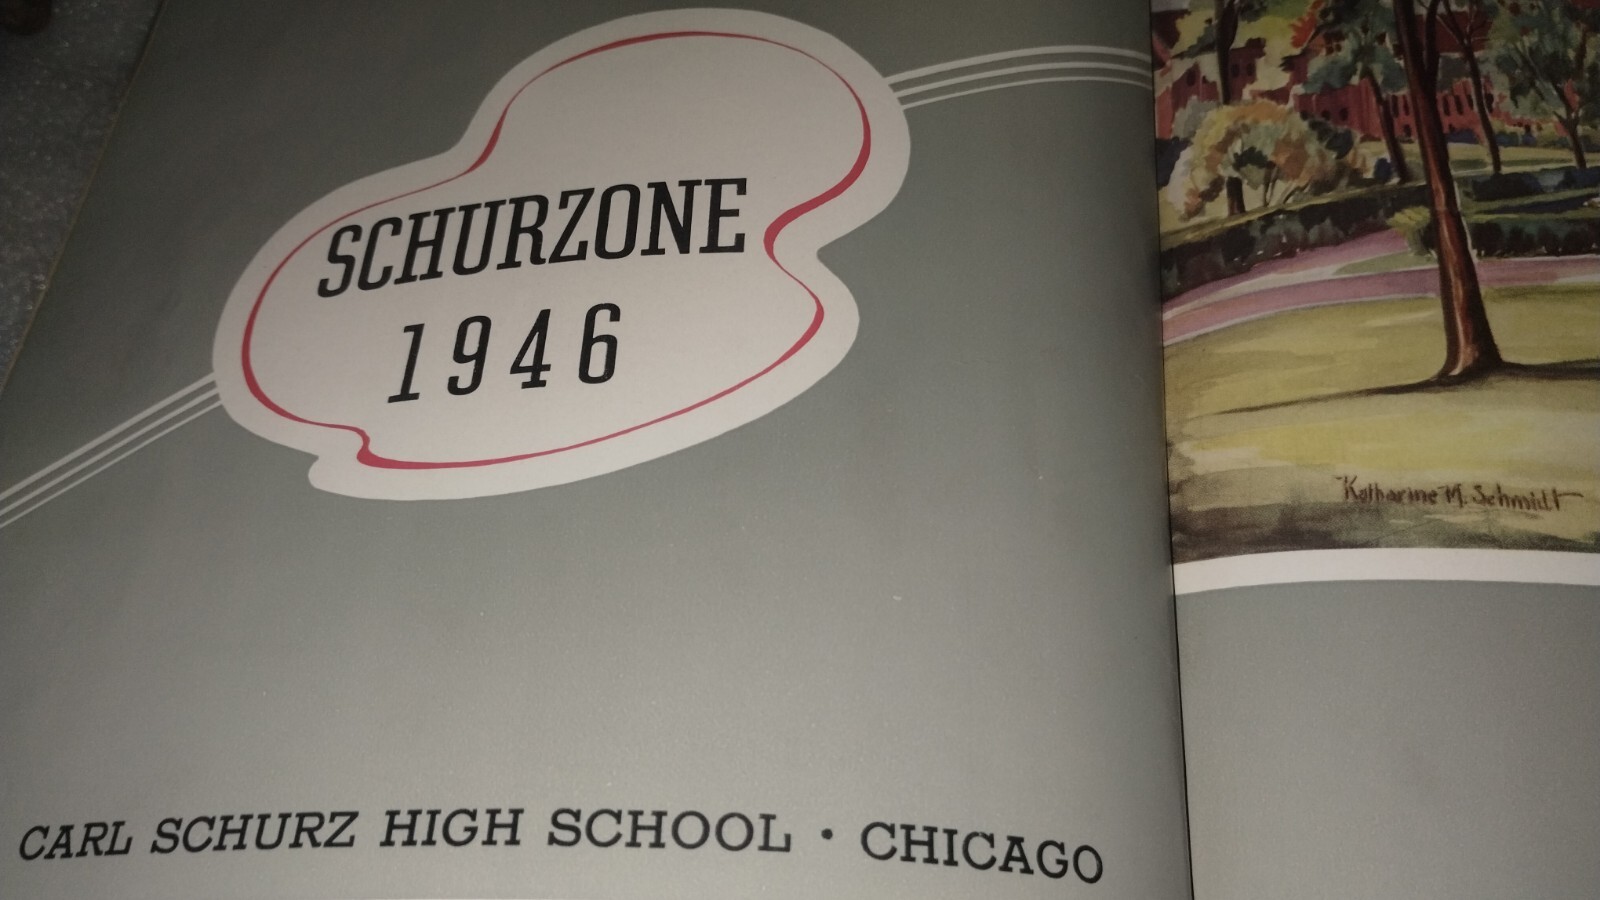 SCHURZONE
1946
CARL SCHURZ HIGH SCHOOL • CHICAGO
Katharine M. Schmidt